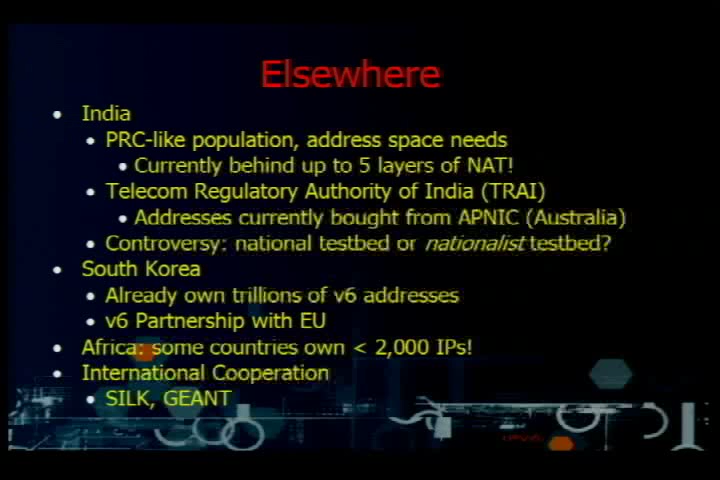 Elsewhere
• India
• PRC-like population, address space needs
• Currently behind up to 5 layers of NAT!
• Telecom Regulatory Authority of India (TRAI)
• Addresses currently bought from APNIC (Australia)
• Controversy: national testbed or nationalist testbed?
• South Korea
• Already own trillions of v6 addresses
• v6 Partnership with EU
• Africa: some countries own < 2,000 IPs!
• International Cooperation
• SILK, GEANT